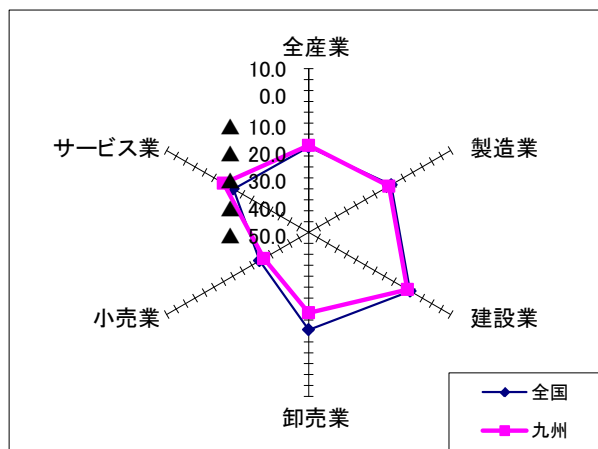 全産業
10.0
0.0
▲ 10.0
▲ 20.0
▲ 30.0
▲ 40.0
▲ 50.0
サービス業
製造業
小売業
建設業
卸売業
全国
九州